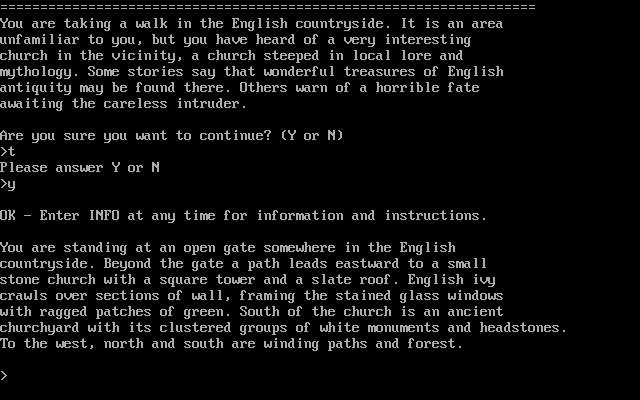 ===================================================================
You are taking a walk in the English countryside. It is an area
unfamiliar to you, but you have heard of a very interesting
church in the vicinity, a church steeped in local lore and
mythology. Some stories say that wonderful treasures of English
antiquity may be found there. Others warn of a horrible fate
awaiting the careless intruder.
Are you sure you want to continue? (Y or N)
>t
Please answer Y or N
>y
OK - Enter INFO at any time for information and instructions.
You are standing at an open gate somewhere in the English
countryside. Beyond the gate a path leads eastward to a small
stone church with a square tower and a slate roof. English ivy
crawls over sections of wall, framing the stained glass windows
with ragged patches of green. South of the church is an ancient
churchyard with its clustered groups of white monuments and headstones.
To the west, north and south are winding paths and forest.
>